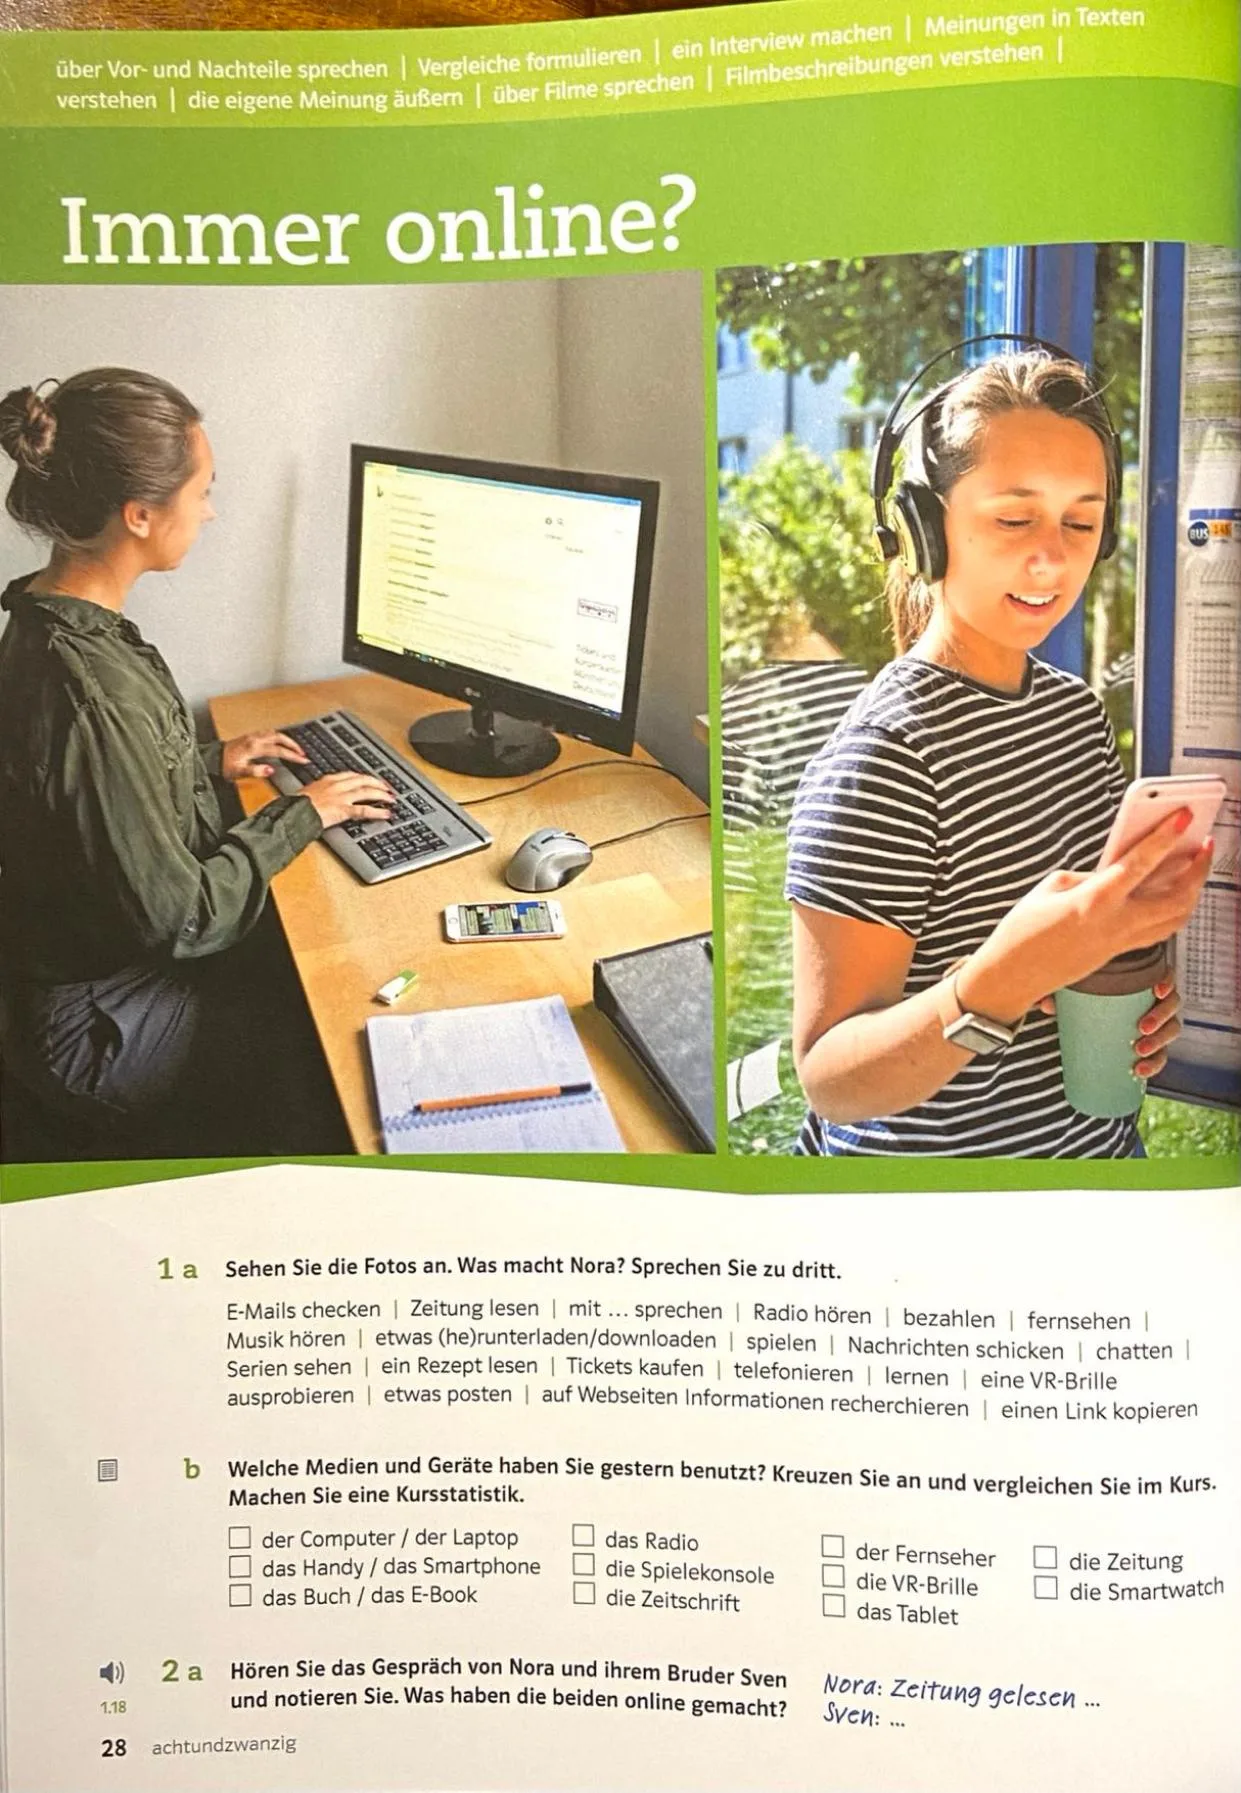 über Vor- und Nachteile sprechen | Vergleiche formulieren | ein Interview machen | Meinungen in Texten
verstehen | die eigene Meinung äußern | über Filme sprechen | Filmbeschreibungen verstehen |
Immer online?
LG
BUS
1 a Sehen Sie die Fotos an. Was macht Nora? Sprechen Sie zu dritt.
E-Mails checken | Zeitung lesen | mit ... sprechen | Radio hören | bezahlen | fernsehen |
Musik hören | etwas (he)runterladen/downloaden | spielen | Nachrichten schicken | chatten |
Serien sehen | ein Rezept lesen | Tickets kaufen | telefonieren | lernen | eine VR-Brille
ausprobieren | etwas posten | auf Webseiten Informationen recherchieren | einen Link kopieren
b Welche Medien und Geräte haben Sie gestern benutzt? Kreuzen Sie an und vergleichen Sie im Kurs.
Machen Sie eine Kursstatistik.
der Computer / der Laptop
das Handy / das Smartphone
das Buch / das E-Book
das Radio
die Spielekonsole
die Zeitschrift
der Fernseher
die VR-Brille
das Tablet
die Zeitung
die Smartwatch
1.18
2 a Hören Sie das Gespräch von Nora und ihrem Bruder Sven
und notieren Sie. Was haben die beiden online gemacht?
Nora: Zeitung gelesen ...
Sven: ...
28 achtundzwanzig